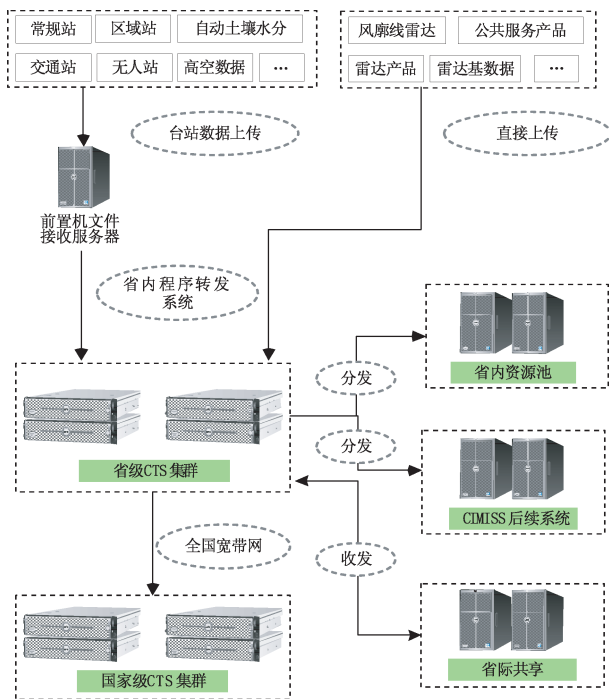 常规站
区域站
自动土壤水分
交通站
无人站
高空数据
...
风廓线雷达
公共服务产品
雷达产品
雷达基数据
...
台站数据上传
直接上传
前置机文件
接收服务器
省内程序转发
系统
省内资源池
分发
分发
省级CTS集群
CIMISS后续系统
全国宽带网
收发
国家级CTS集群
省际共享